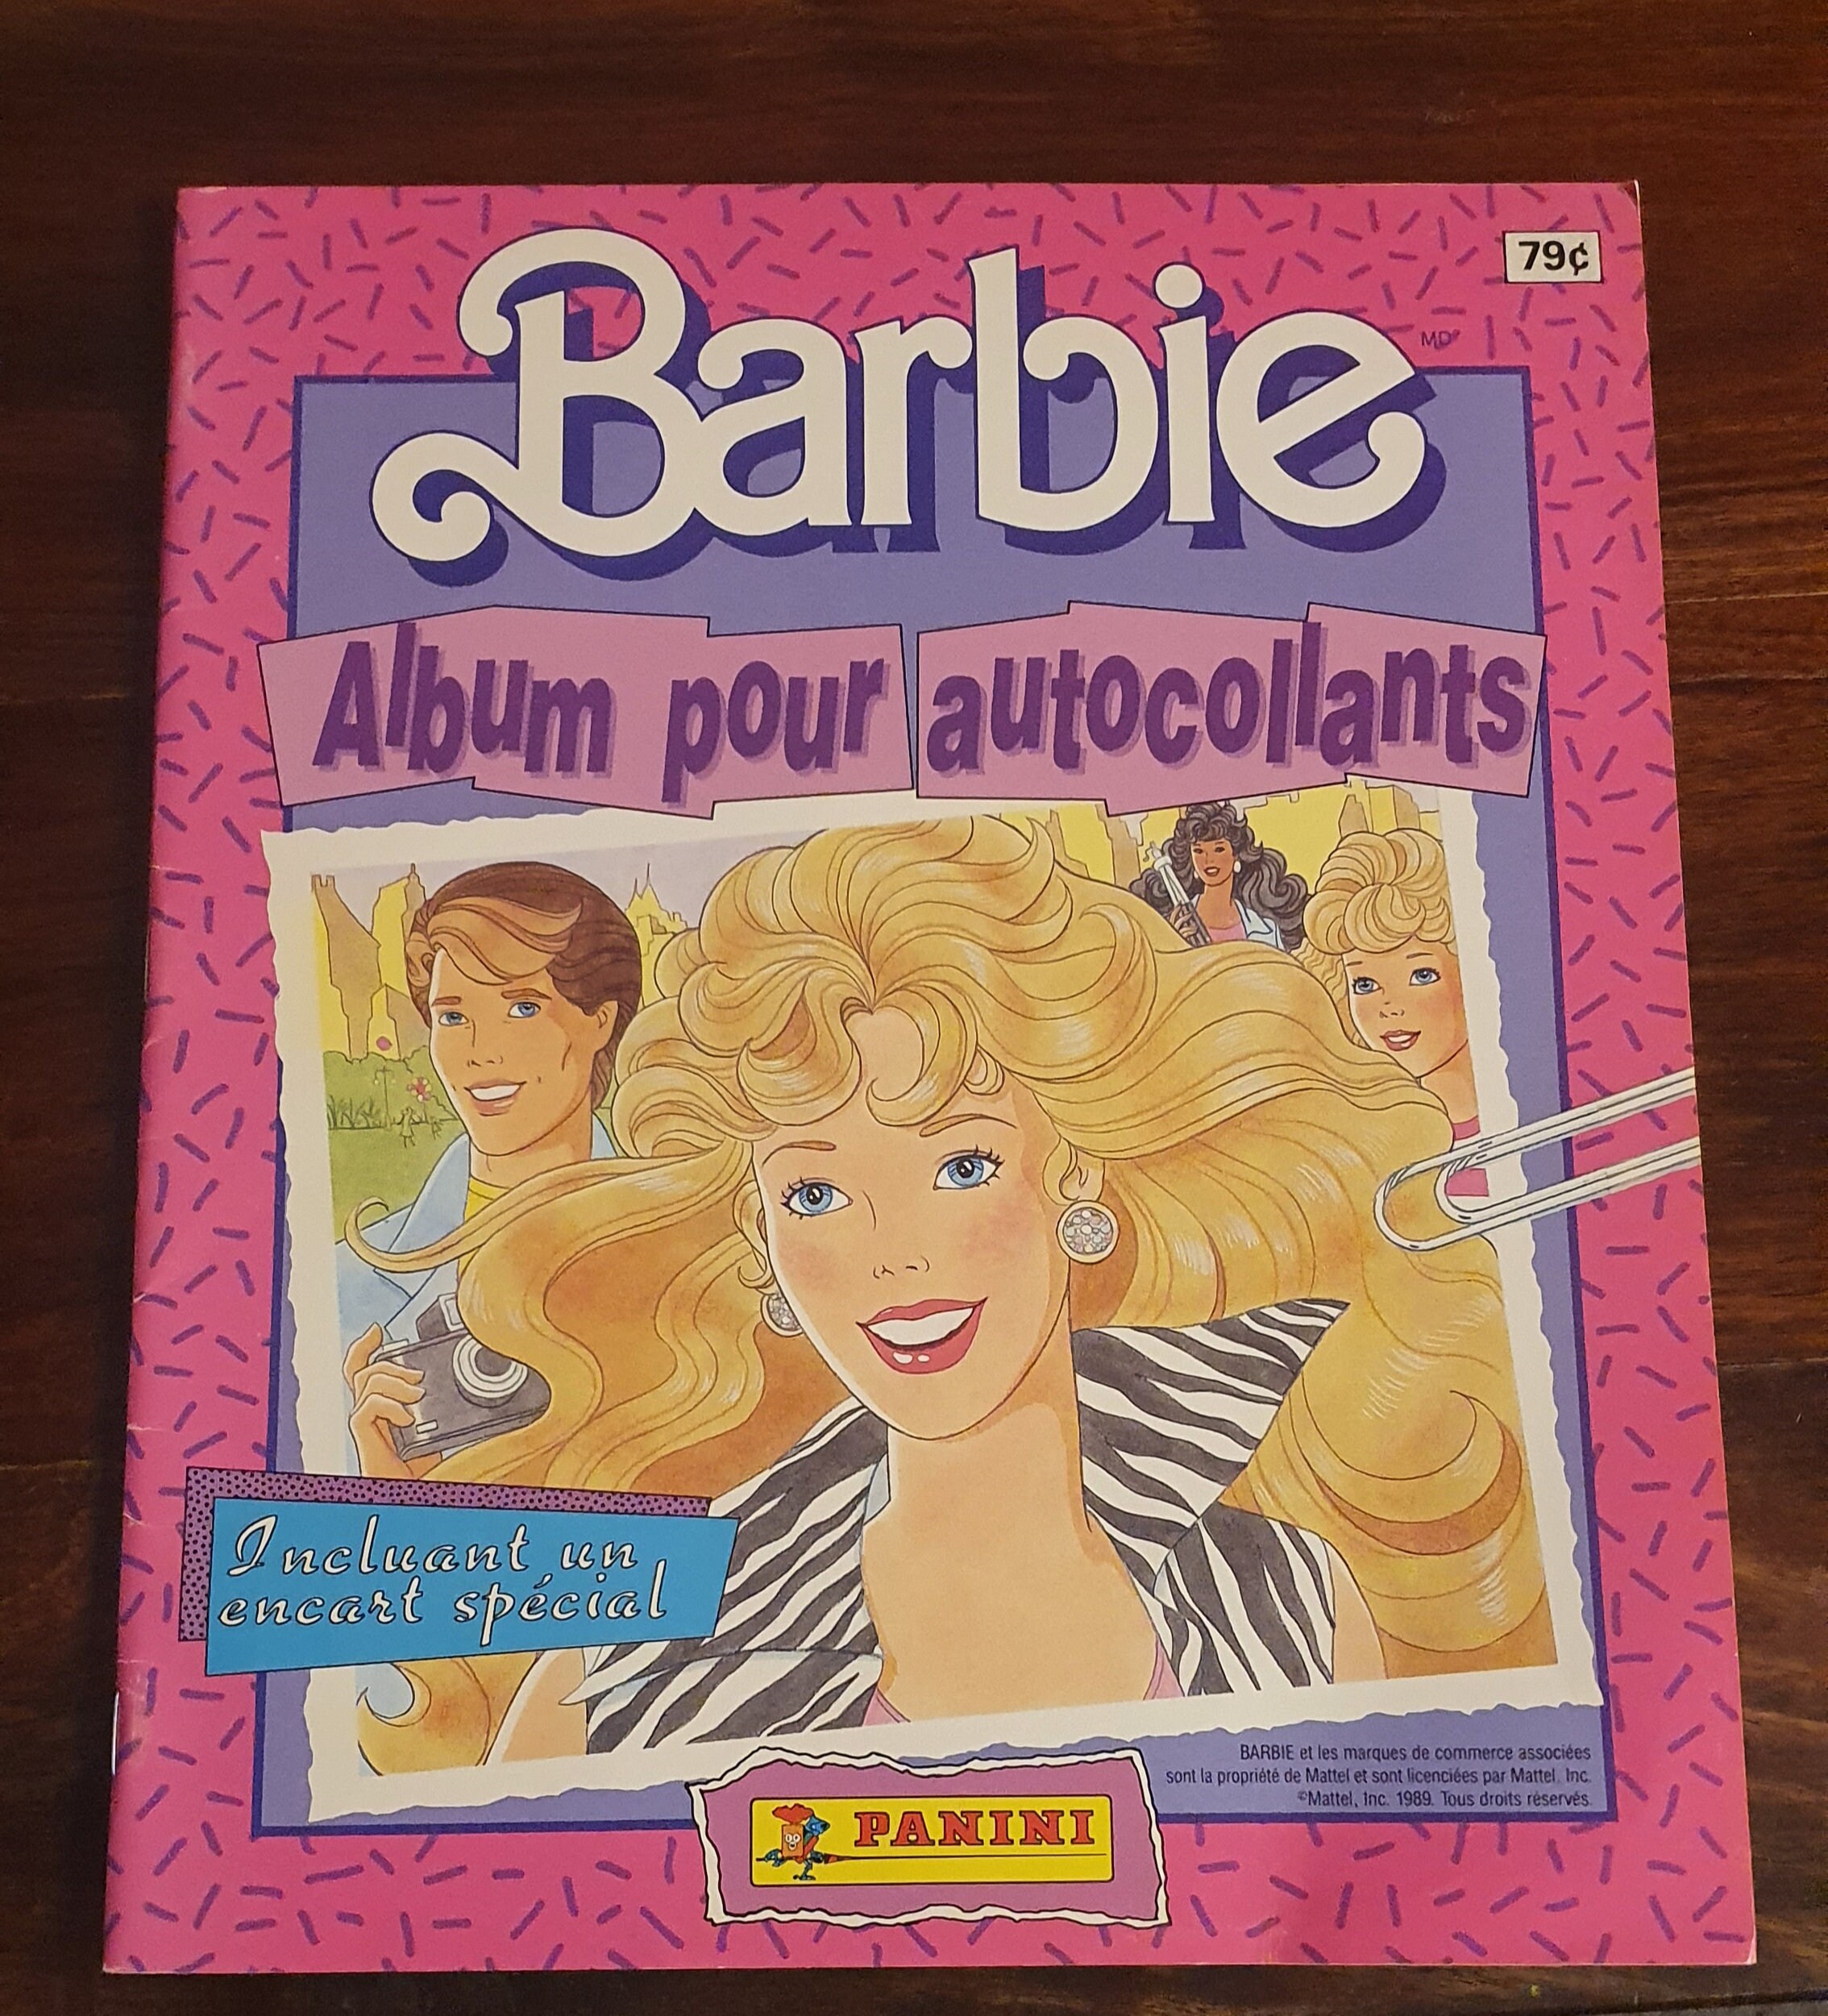 79¢
Barbie
MD
Album pour autocollants
Incluant un
encart spécial
BARBIE et les marques de commerce associées
sont la propriété de Mattel et sont licenciées par Mattel, Inc.
©Mattel, Inc. 1989. Tous droits réservés.
PANINI